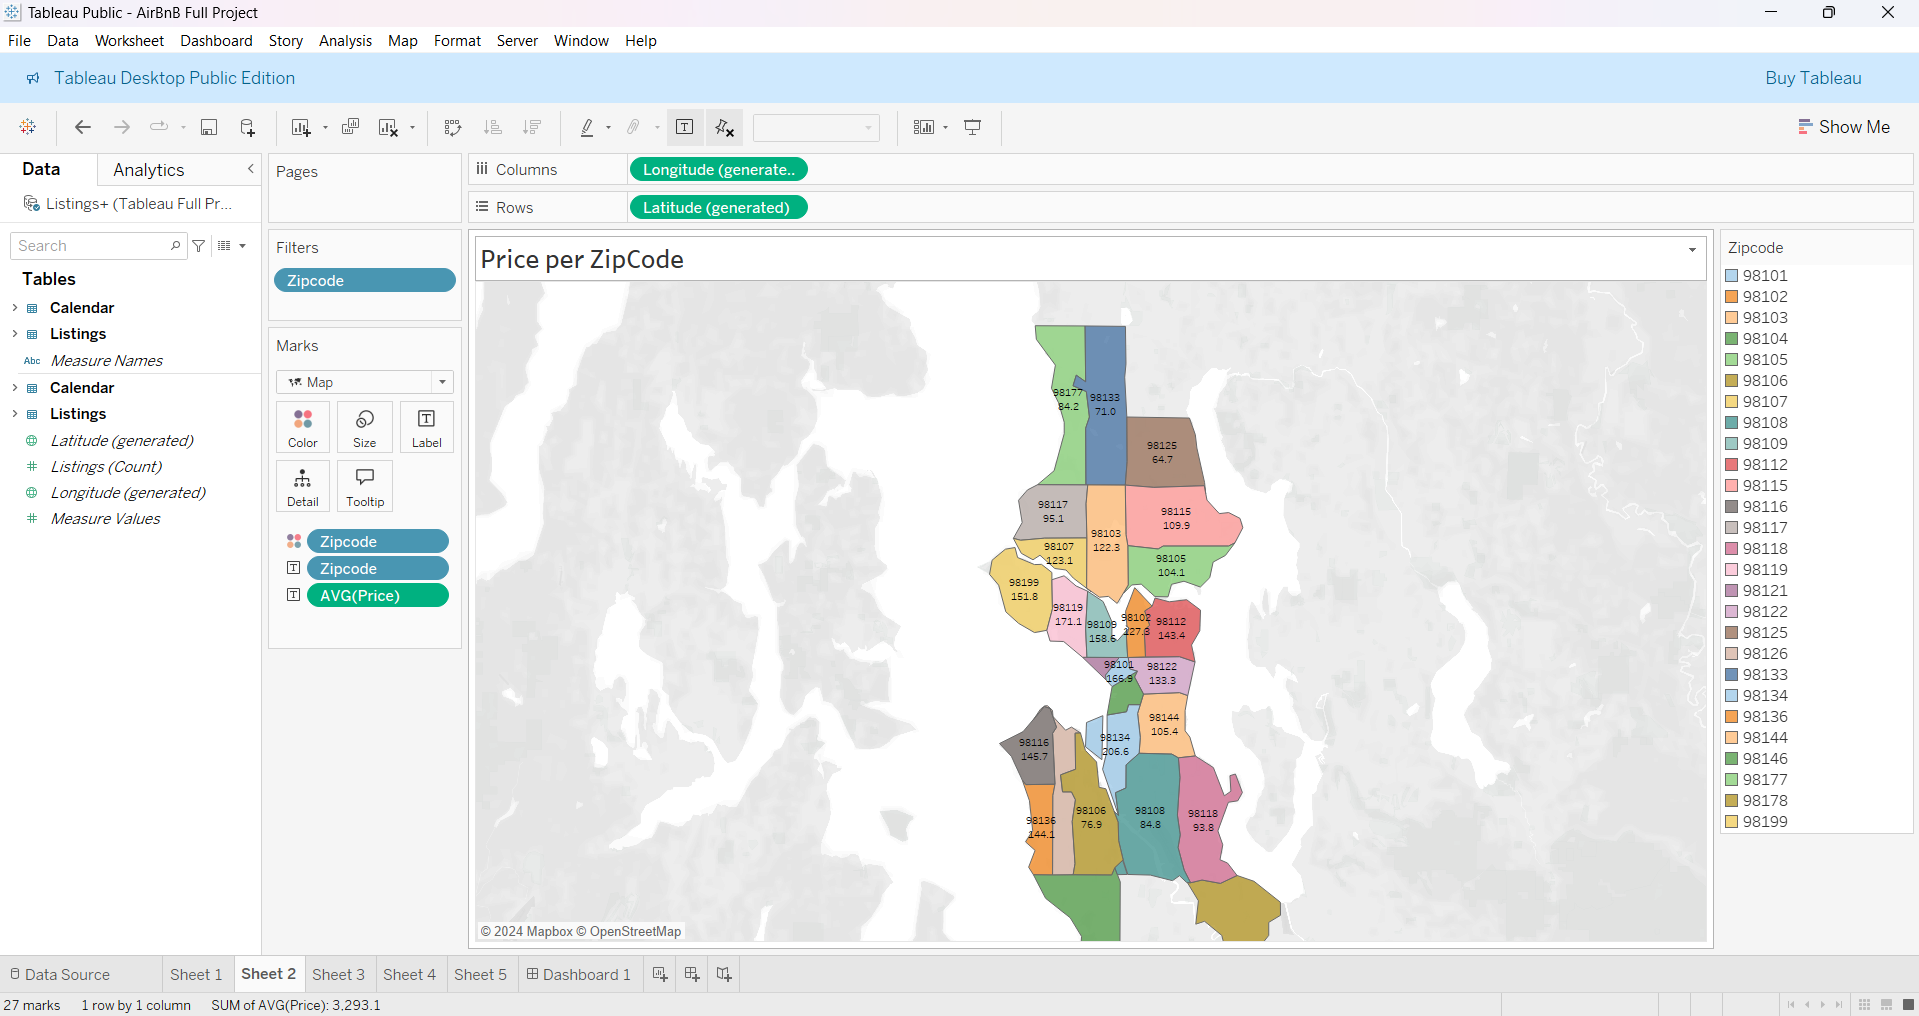 Tableau Public - AirBnB Full Project
File Data Worksheet Dashboard Story Analysis Map Format Server Window Help
Tableau Desktop Public Edition
Buy Tableau
Show Me
Data
Analytics
Listings+ (Tableau Full Pr...
Search
Tables
Calendar
Listings
Abc Measure Names
Calendar
Listings
Latitude (generated)
Listings (Count)
Longitude (generated)
Measure Values
Pages
Filters
Zipcode
Marks
Map
Color
Size
Label
Detail
Tooltip
Zipcode
Zipcode
AVG(Price)
Columns
Longitude (generate..
Rows
Latitude (generated)
Price per ZipCode
98177
84.2
98133
71.0
98125
64.7
98117
95.1
98103
122.3
98115
109.9
98107
123.1
98105
104.1
98199
151.8
98119
171.1
98109
158.6
98102
98112
143.4
98101
166.9
98122
133.3
98144
105.4
98116
145.7
98134
206.6
98136
144.1
98106
76.9
98108
84.8
98118
93.8
© 2024 Mapbox © OpenStreetMap
Zipcode
98101
98102
98103
98104
98105
98106
98107
98108
98109
98112
98115
98116
98117
98118
98119
98121
98122
98125
98126
98133
98134
98136
98144
98146
98177
98178
98199
Data Source
Sheet 1
Sheet 2
Sheet 3
Sheet 4
Sheet 5
Dashboard 1
27 marks
1 row by 1 column
SUM of AVG(Price): 3,293.1